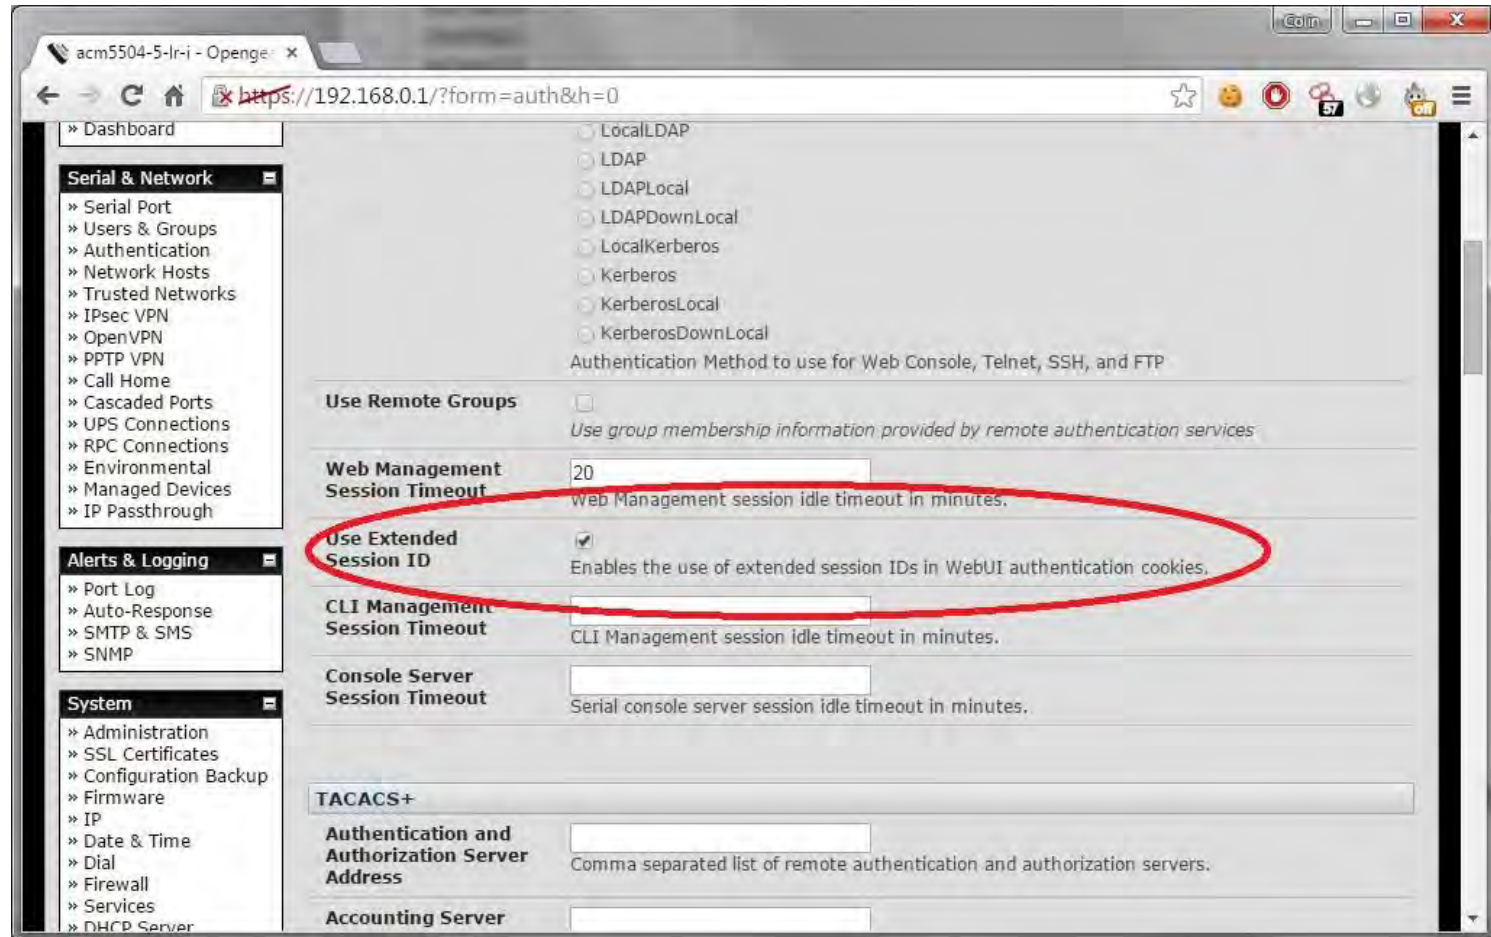 Colin
acm5504-5-lr-i - Openge
https://192.168.0.1/?form=auth&h=0
57
off
» Dashboard
Serial & Network
» Serial Port
» Users & Groups
» Authentication
» Network Hosts
» Trusted Networks
» IPsec VPN
» OpenVPN
» PPTP VPN
» Call Home
» Cascaded Ports
» UPS Connections
» RPC Connections
» Environmental
» Managed Devices
» IP Passthrough
Alerts & Logging
» Port Log
» Auto-Response
» SMTP & SMS
» SNMP
System
» Administration
» SSL Certificates
» Configuration Backup
» Firmware
» IP
» Date & Time
» Dial
» Firewall
» Services
» DHCP Server
LocalLDAP
LDAP
LDAPLocal
LDAPDownLocal
LocalKerberos
Kerberos
KerberosLocal
KerberosDownLocal
Authentication Method to use for Web Console, Telnet, SSH, and FTP
Use Remote Groups
Use group membership information provided by remote authentication services
Web Management
Session Timeout
20
Web Management session idle timeout in minutes.
Use Extended
Session ID
Enables the use of extended session IDs in WebUI authentication cookies.
CLI Management
Session Timeout
CLI Management session idle timeout in minutes.
Console Server
Session Timeout
Serial console server session idle timeout in minutes.
TACACS+
Authentication and
Authorization Server
Address
Comma separated list of remote authentication and authorization servers.
Accounting Server